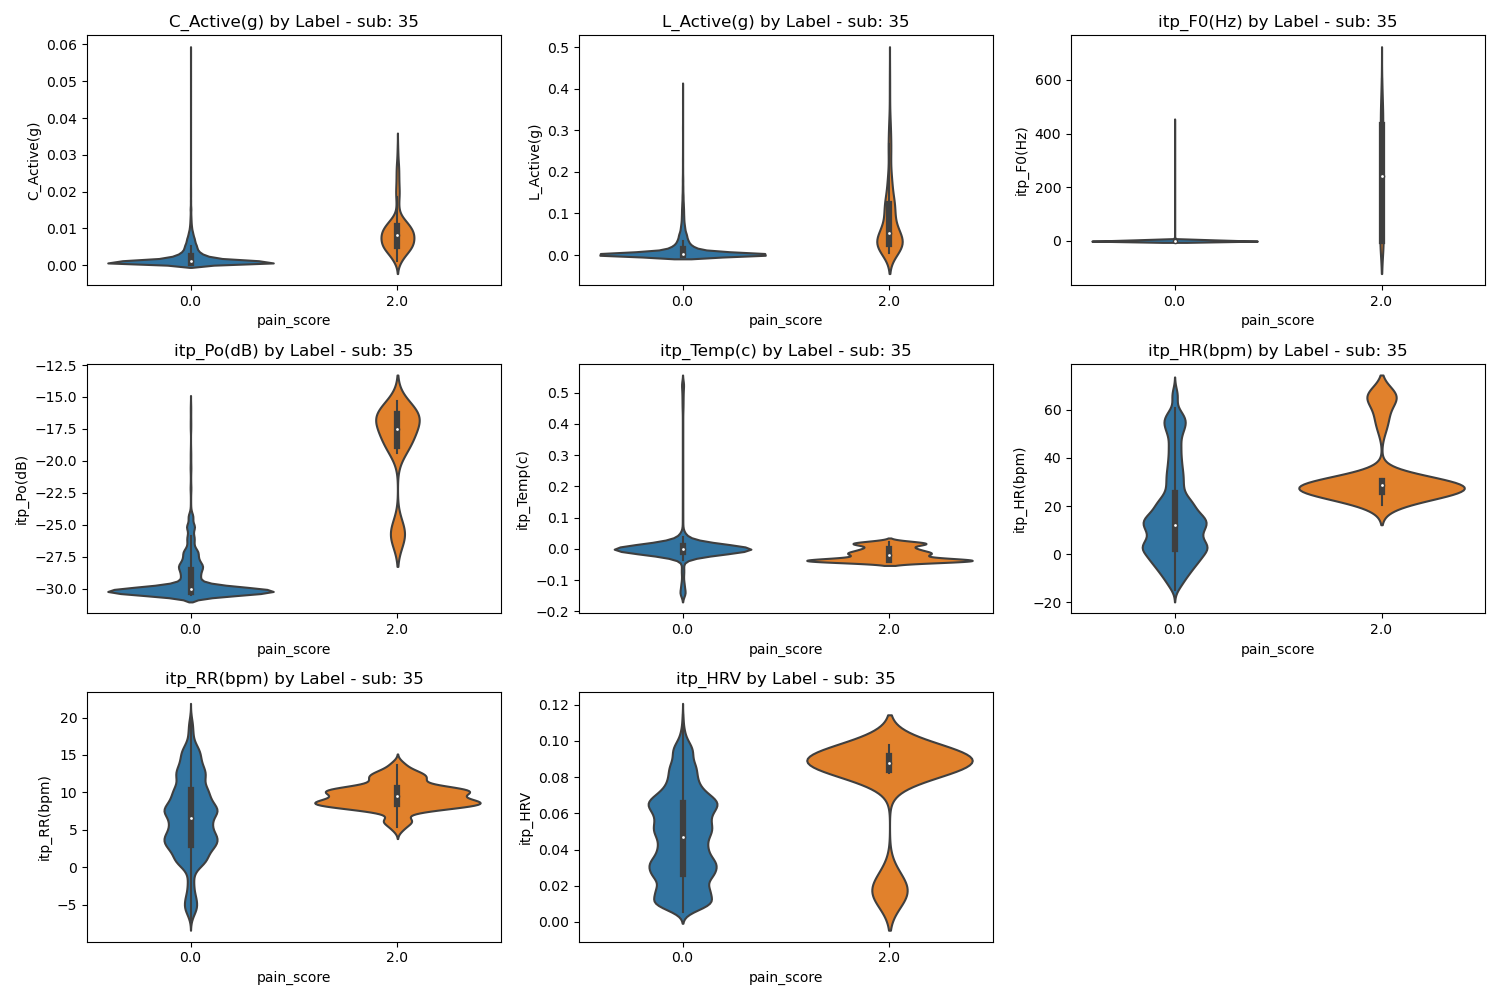 C_Active(g) by Label - sub: 35
0.06
0.05
0.04
0.03
0.02
0.01
0.00
C_Active(g)
0.0
2.0
pain_score
L_Active(g) by Label - sub: 35
0.5
0.4
0.3
0.2
0.1
0.0
L_Active(g)
0.0
2.0
pain_score
itp_F0(Hz) by Label - sub: 35
600
400
200
0
itp_F0(Hz)
0.0
2.0
pain_score
itp_Po(dB) by Label - sub: 35
−12.5
−15.0
−17.5
−20.0
−22.5
−25.0
−27.5
−30.0
itp_Po(dB)
0.0
2.0
pain_score
itp_Temp(c) by Label - sub: 35
0.5
0.4
0.3
0.2
0.1
0.0
−0.1
−0.2
itp_Temp(c)
0.0
2.0
pain_score
itp_HR(bpm) by Label - sub: 35
60
40
20
0
−20
itp_HR(bpm)
0.0
2.0
pain_score
itp_RR(bpm) by Label - sub: 35
20
15
10
5
0
−5
itp_RR(bpm)
0.0
2.0
pain_score
itp_HRV by Label - sub: 35
0.12
0.10
0.08
0.06
0.04
0.02
0.00
itp_HRV
0.0
2.0
pain_score